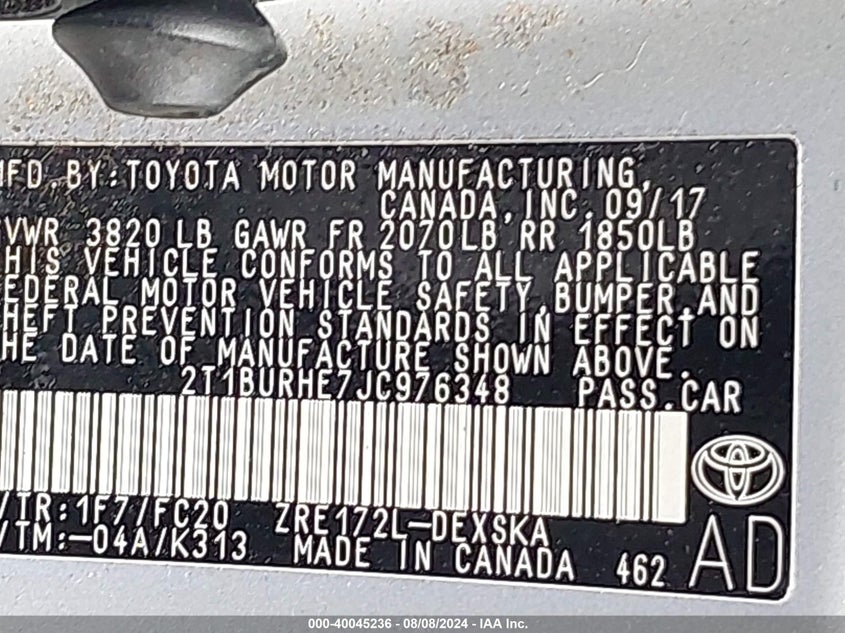 MFD. BY: TOYOTA MOTOR MANUFACTURING,
CANADA, INC. 09/17
VWR 3820 LB GAWR FR 2070LB RR 1850LB
HIS VEHICLE CONFORMS TO ALL APPLICABLE
EDERAL MOTOR VEHICLE SAFETY, BUMPER, AND
HEFT PREVENTION STANDARDS IN EFFECT ON
HE DATE OF MANUFACTURE SHOWN ABOVE.
2T1BURHE7JC976348 PASS. CAR
/TR:1F7/FC20 ZRE172L-DEXSKA
/TM:-04A/K313 MADE IN CANADA 462 AD
000-40045236 - 08/08/2024 - IAA Inc.